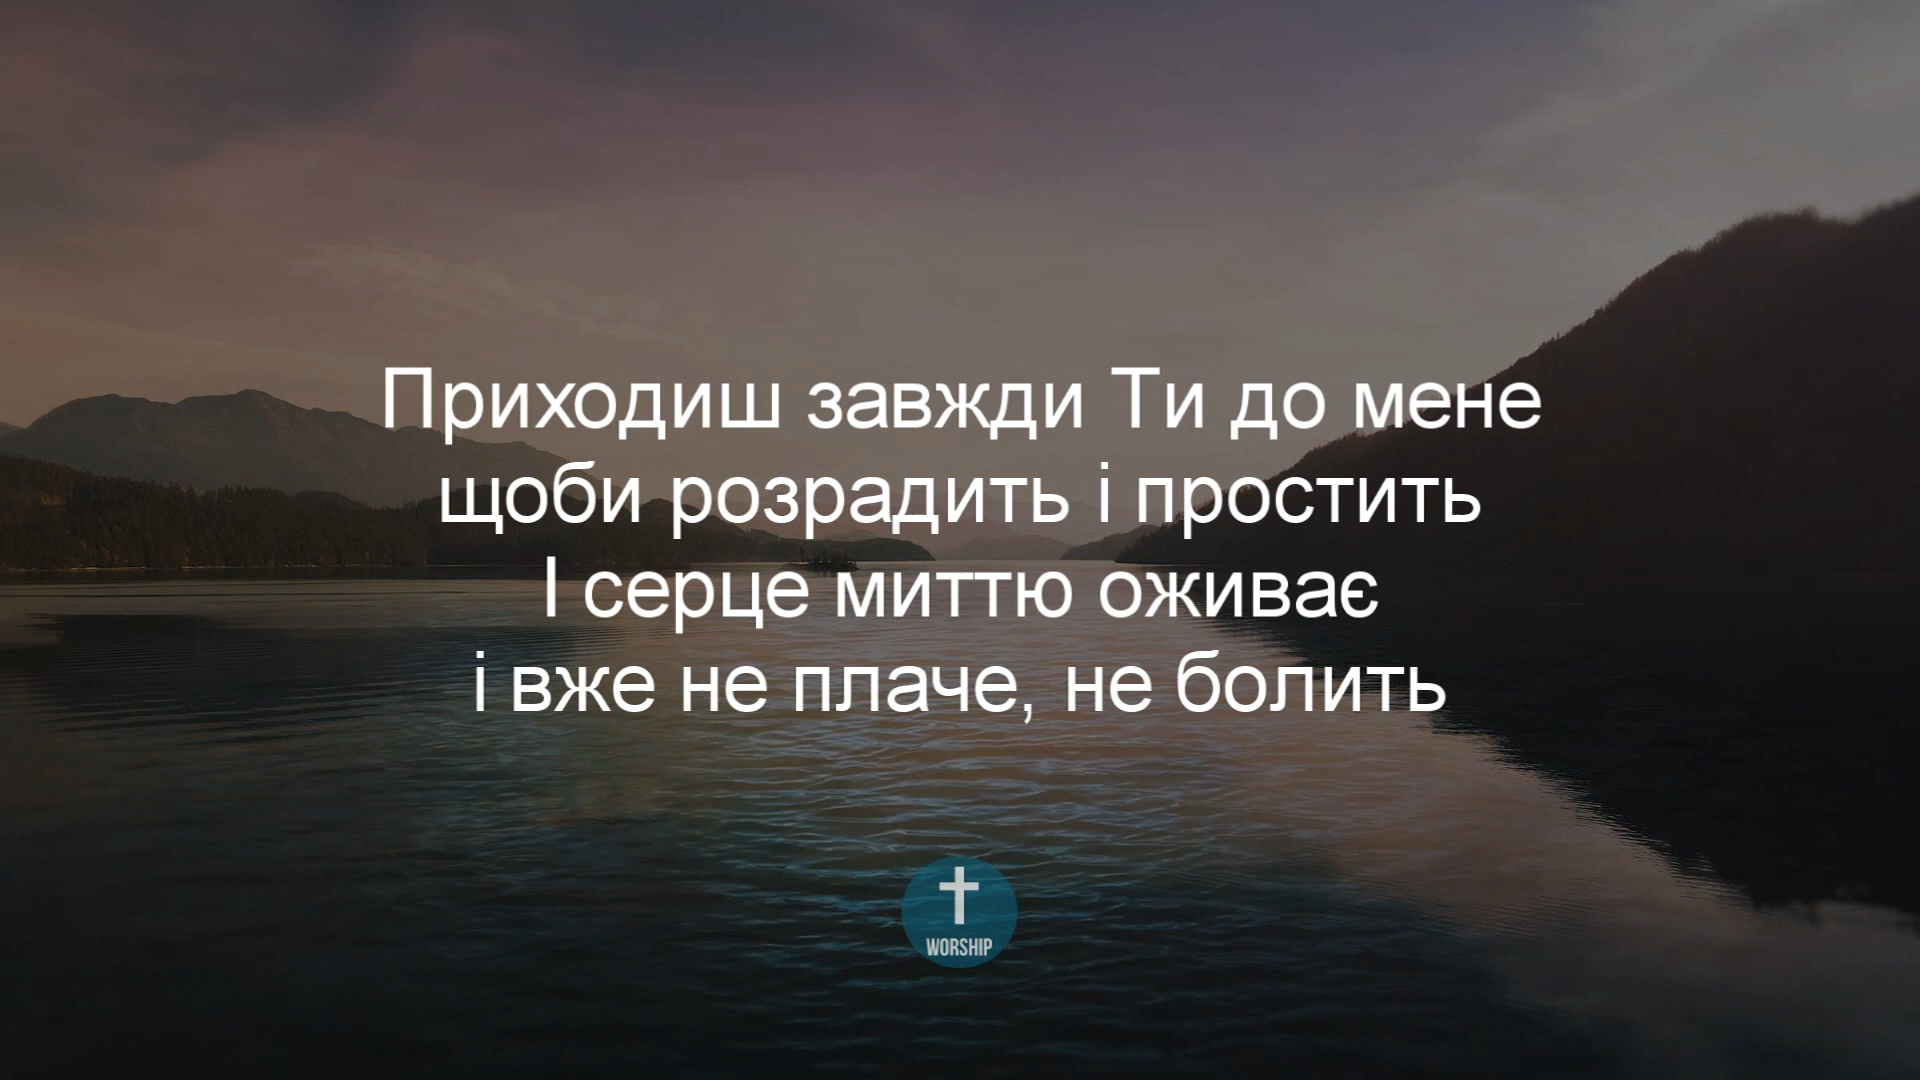 Приходиш завжди Ти до мене
щоби розрадить і простить
І серце миттю оживає
і вже не плаче, не болить
WORSHIP